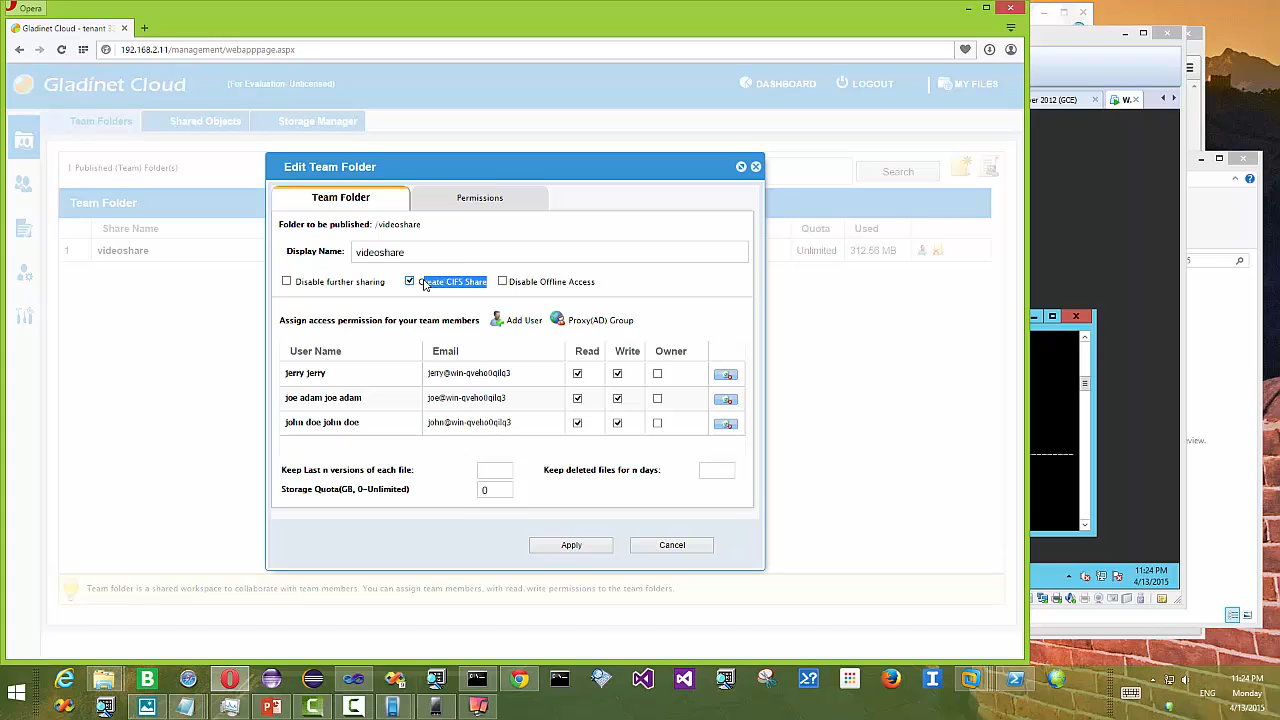 Opera
Gladinet Cloud - tenant 3
192.168.2.11/management/webapppage.aspx
Gladinet Cloud
(For Evaluation-Unlicensed)
DASHBOARD
LOGOUT
MY FILES
Team Folders
Shared Objects
Storage Manager
1 Published (Team) Folder(s)
Search
Team Folder
Share Name
Quota
Used
1
videoshare
Unlimited
312.56 MB
Edit Team Folder
Team Folder
Permissions
Folder to be published: /videoshare
Display Name:
videoshare
Disable further sharing
Create CIFS Share
Disable Offline Access
Assign access permission for your team members
Add User
Proxy(AD) Group
User Name
Email
Read
Write
Owner
jerry jerry
jerry@win-qveho0qilq3
joe adam joe adam
joe@win-qveho0qilq3
john doe john doe
john@win-qveho0qilq3
Keep Last n versions of each file:
Keep deleted files for n days:
Storage Quota(GB, 0-Unlimited)
0
Apply
Cancel
Team folder is a shared workspace to collaborate with team members. You can assign team members, with read, write permissions to the team folders.
ver 2012 (GCE)
W..
5
view.
11:24 PM
4/13/2015
11:24 PM
ENG
Monday
4/13/2015